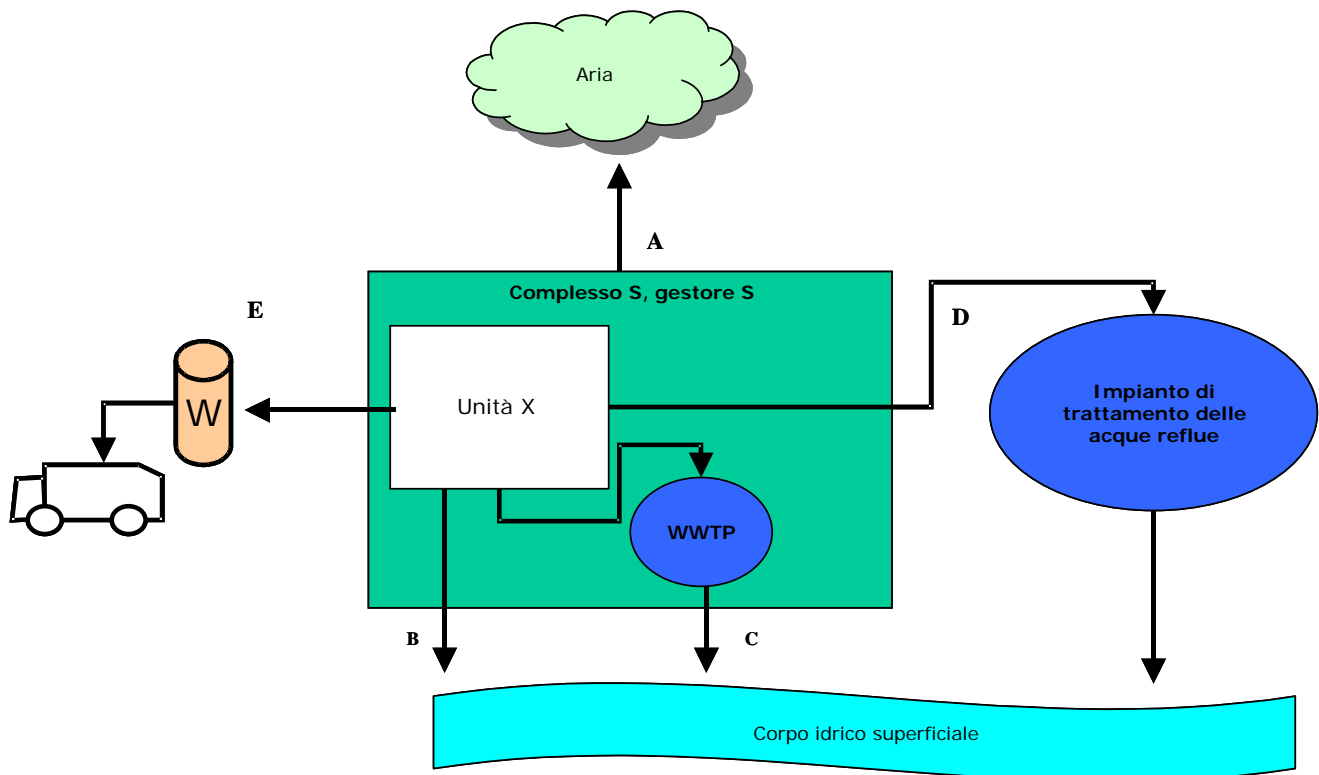 Aria
A
Complesso S, gestore S
E
D
W
Unità X
Impianto di
trattamento delle
acque reflue
WWTP
B
C
Corpo idrico superficiale